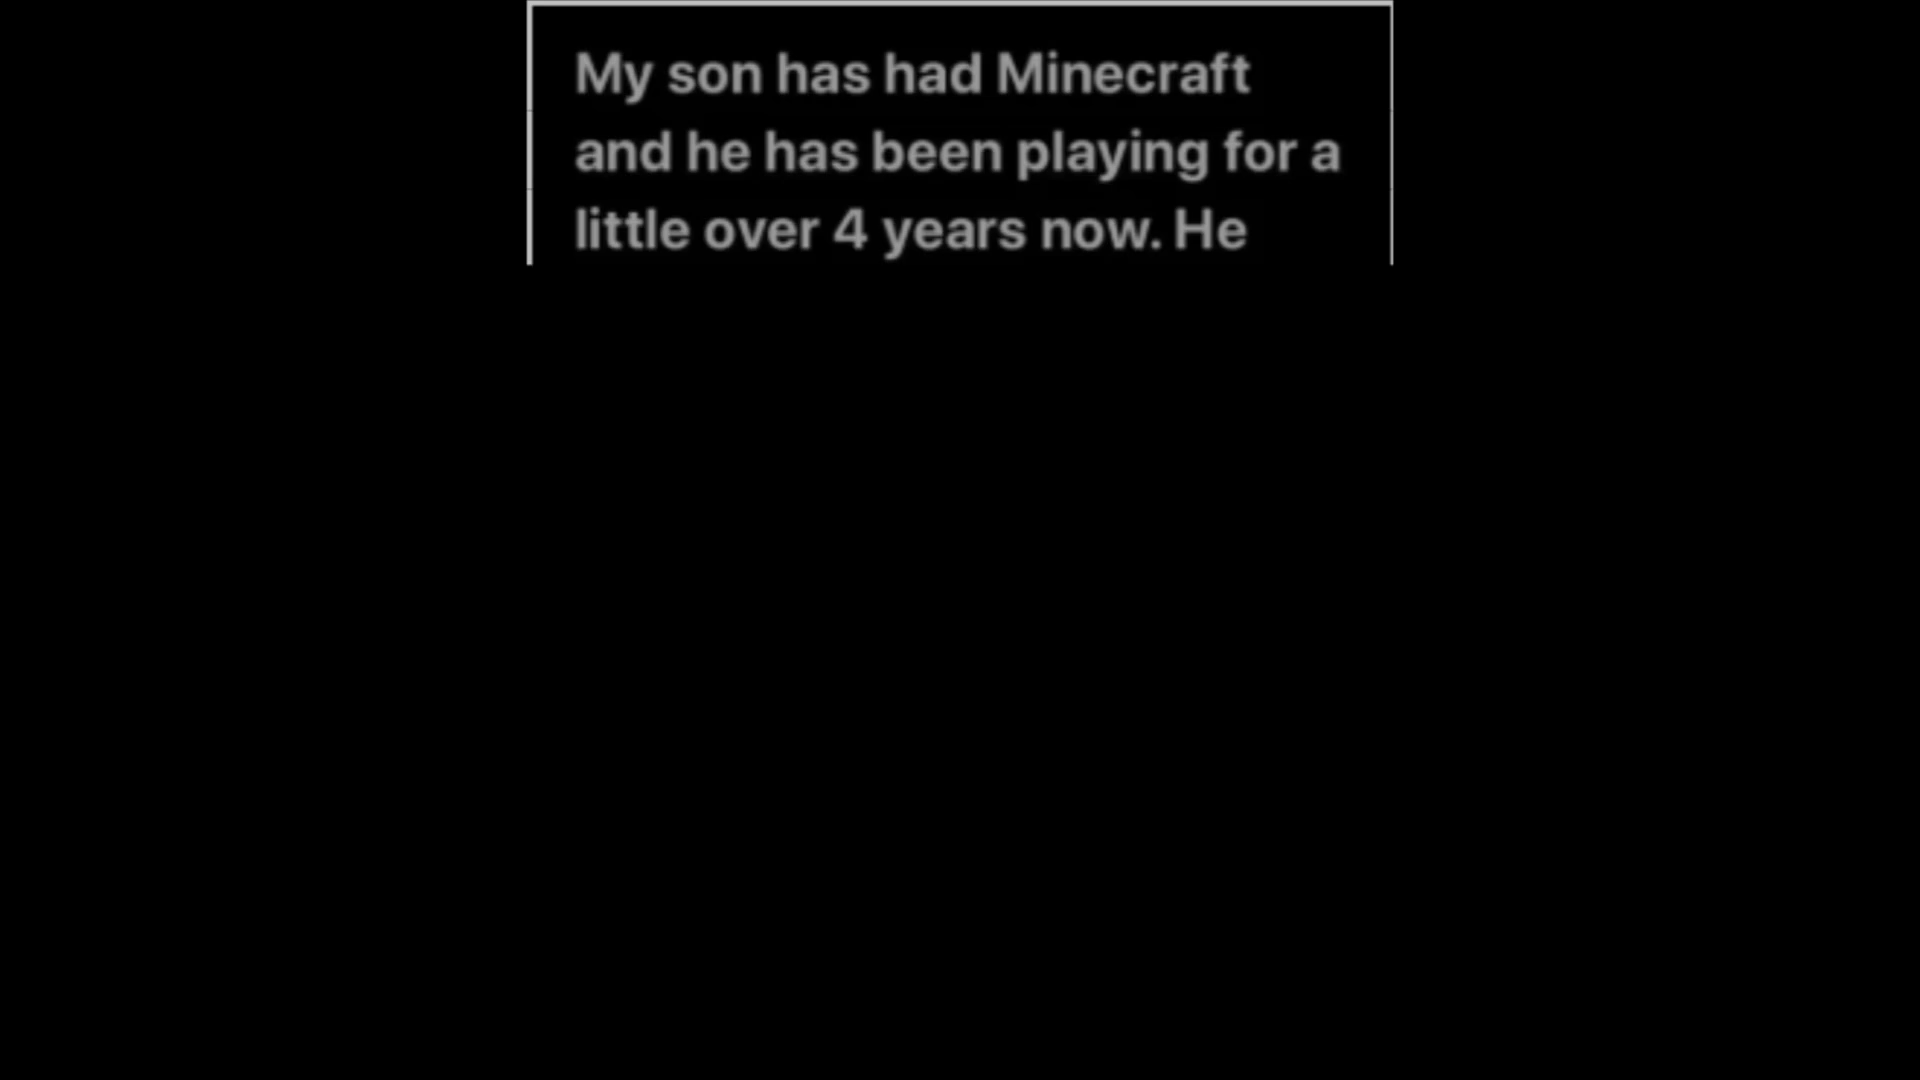 My son has had Minecraft
and he has been playing for a
little over 4 years now. He